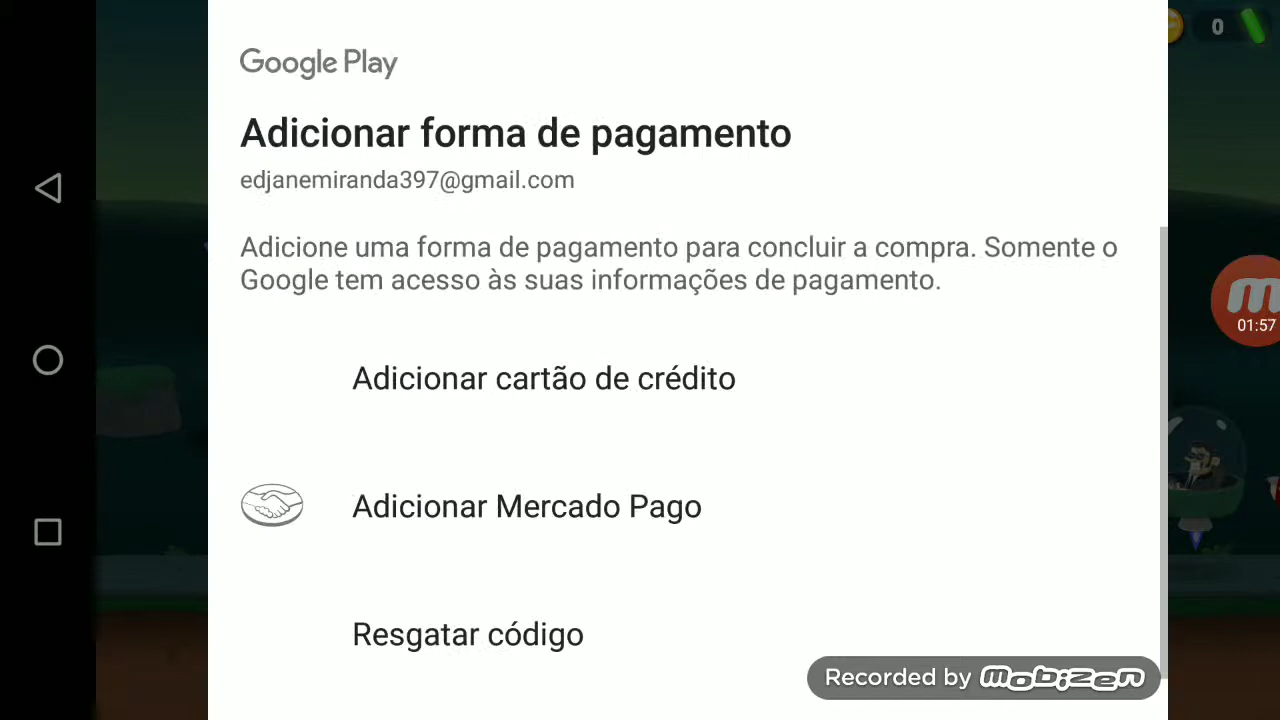 0
Google Play
Adicionar forma de pagamento
edjanemiranda397@gmail.com
Adicione uma forma de pagamento para concluir a compra. Somente o
Google tem acesso às suas informações de pagamento.
01:57
Adicionar cartão de crédito
Adicionar Mercado Pago
Resgatar código
Recorded by mobizen